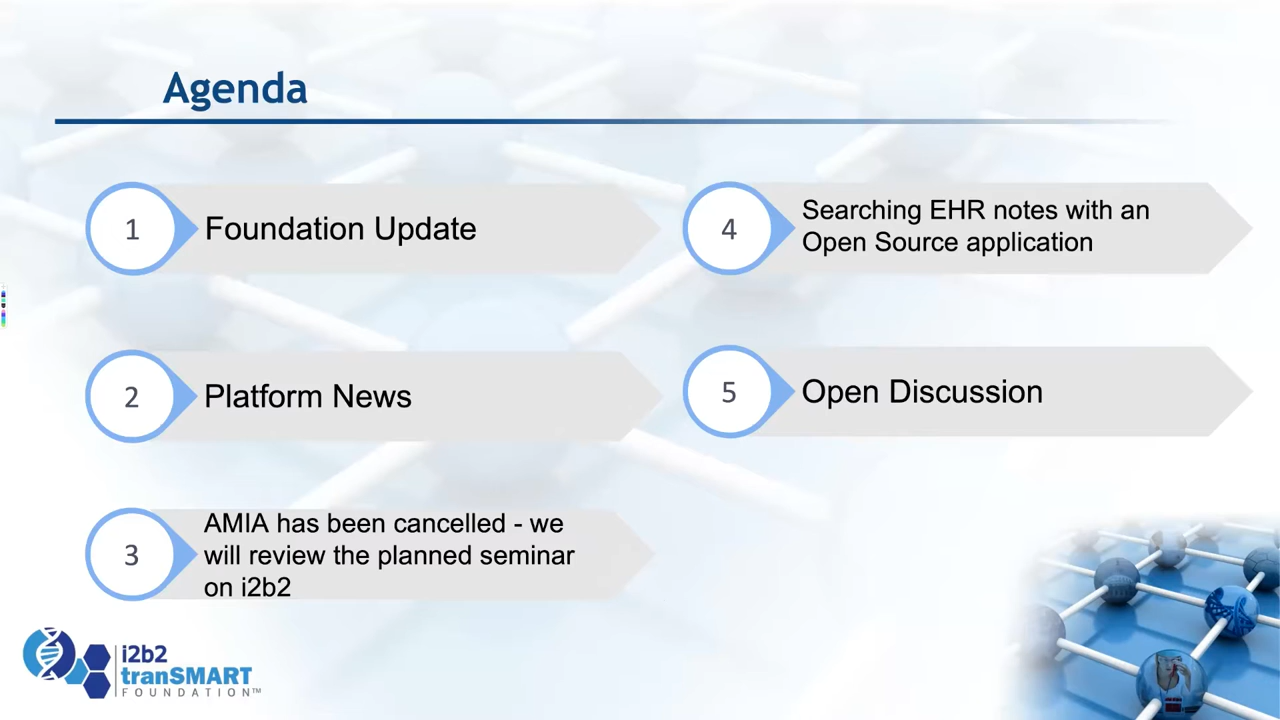 Agenda
1
Foundation Update
2
Platform News
3
AMIA has been cancelled - we
will review the planned seminar
on i2b2
4
Searching EHR notes with an
Open Source application
5
Open Discussion
i2b2
tranSMART
FOUNDATION™